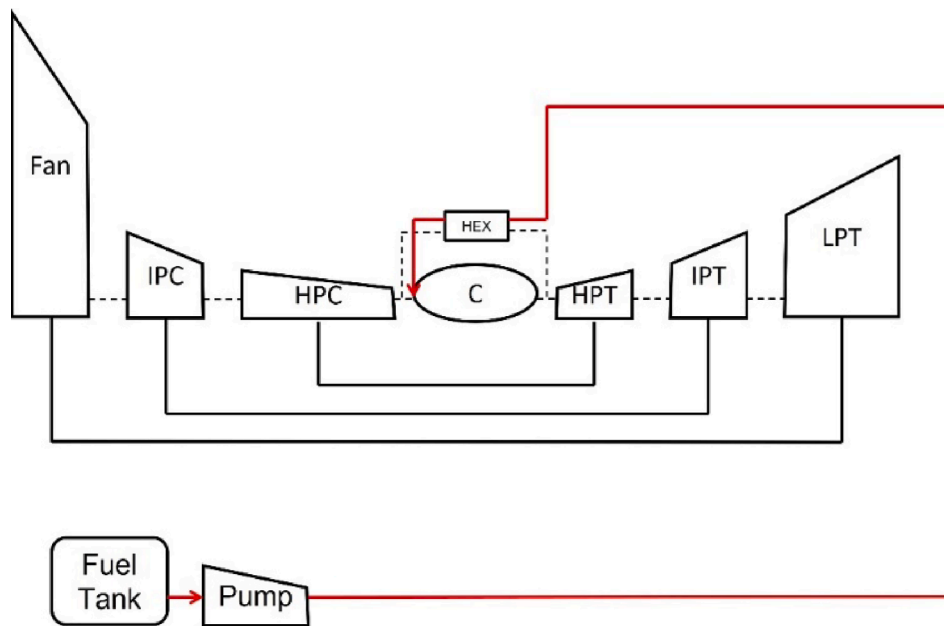 Fan
IPC
HPC
HEX
C
HPT
IPT
LPT
Fuel
Tank
Pump